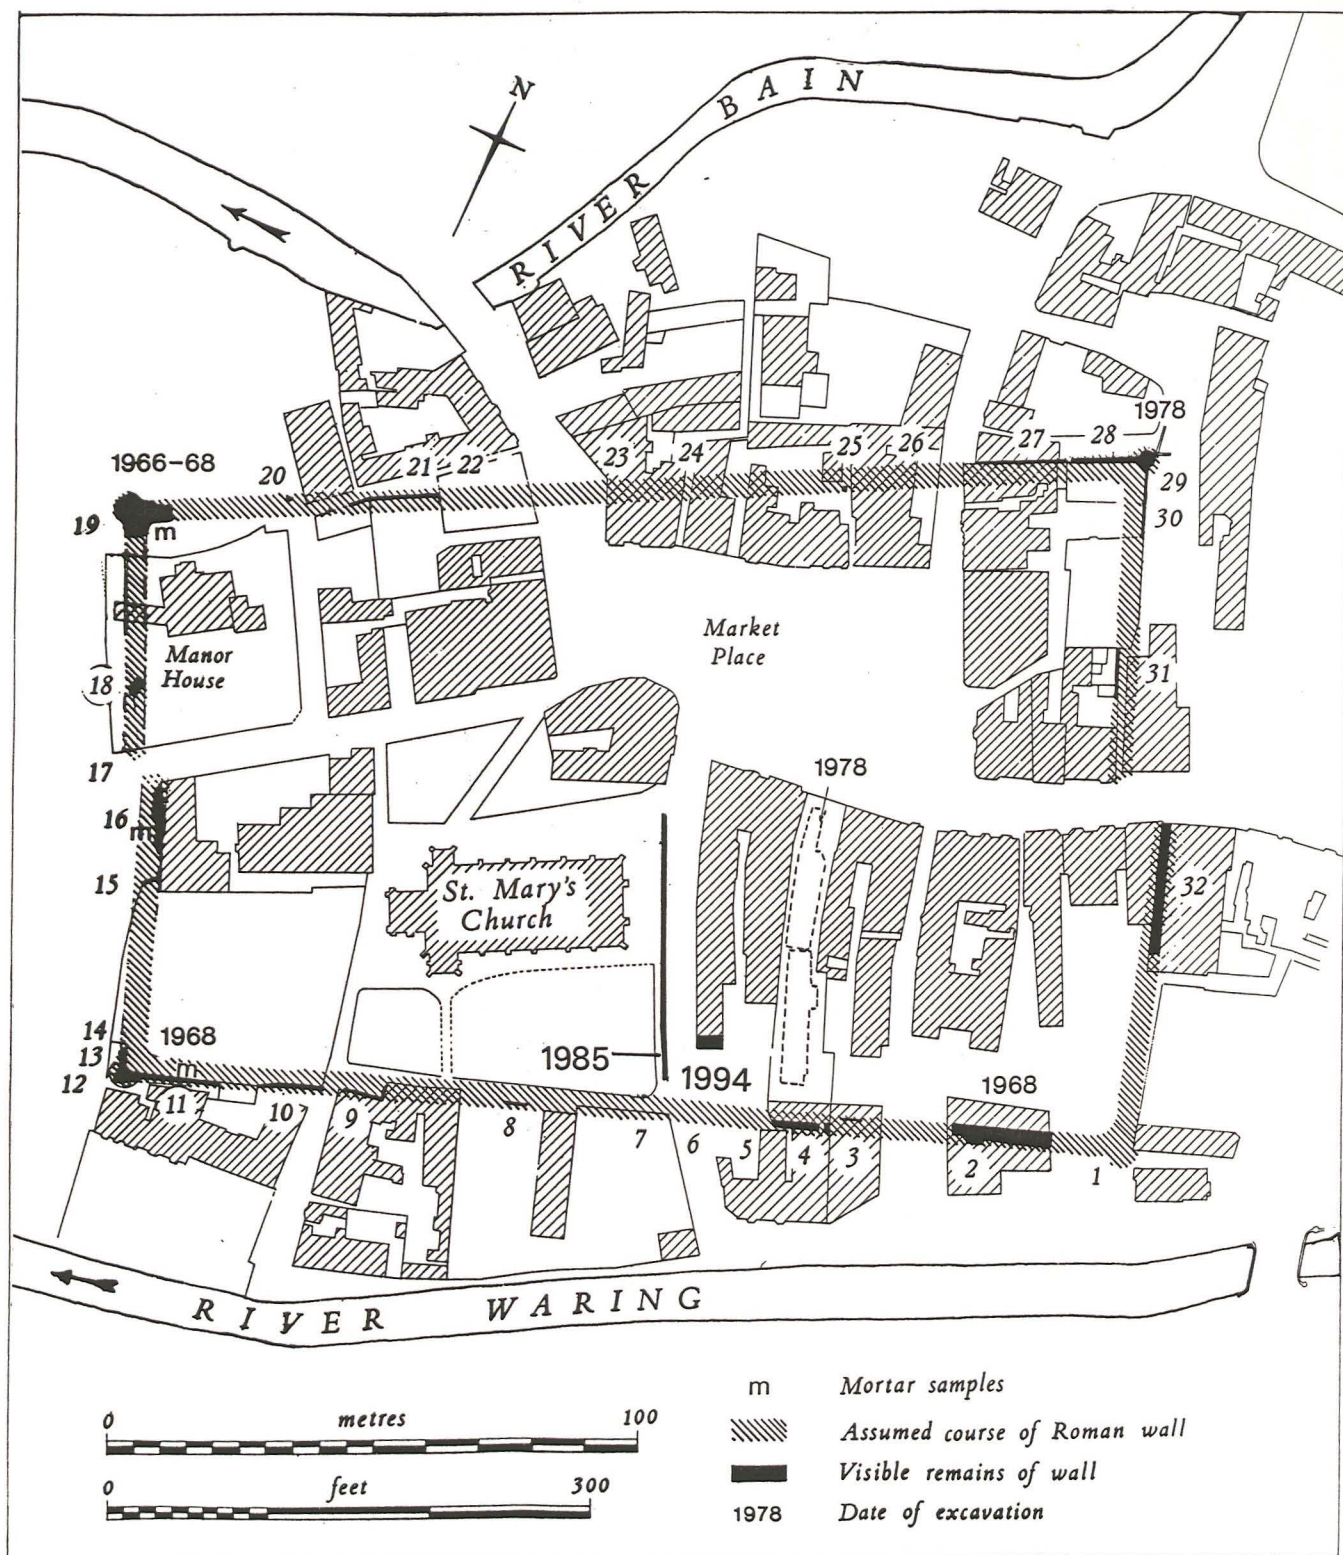 N
RIVER BAIN
1978
27
28
25
26
24
23
22
21
20
1966-68
19
m
29
30
Market
Place
Manor
House
18
31
17
1978
16
m
15
St. Mary's
Church
32
14
13
12
1968
m
1985
1994
1968
11
10
9
8
7
6
5
4
3
2
1
RIVER WARING
0 metres 100
0 feet 300
m Mortar samples
Assumed course of Roman wall
Visible remains of wall
1978 Date of excavation